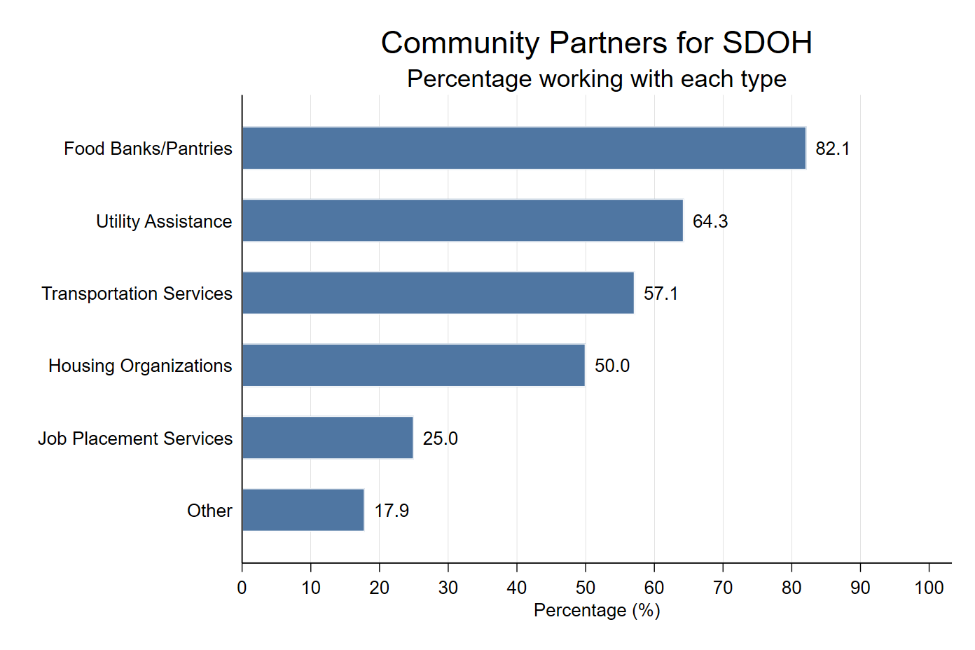 Community Partners for SDOH
Percentage working with each type
Food Banks/Pantries 82.1
Utility Assistance 64.3
Transportation Services 57.1
Housing Organizations 50.0
Job Placement Services 25.0
Other 17.9
0 10 20 30 40 50 60 70 80 90 100
Percentage (%)